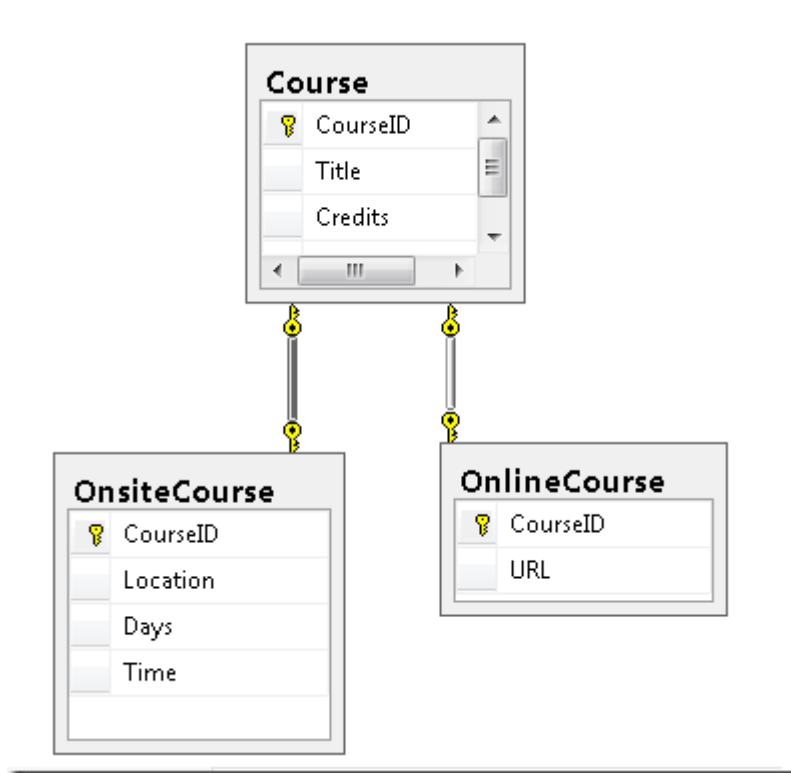 Course
CourseID
Title
Credits
OnsiteCourse
CourseID
Location
Days
Time
OnlineCourse
CourseID
URL